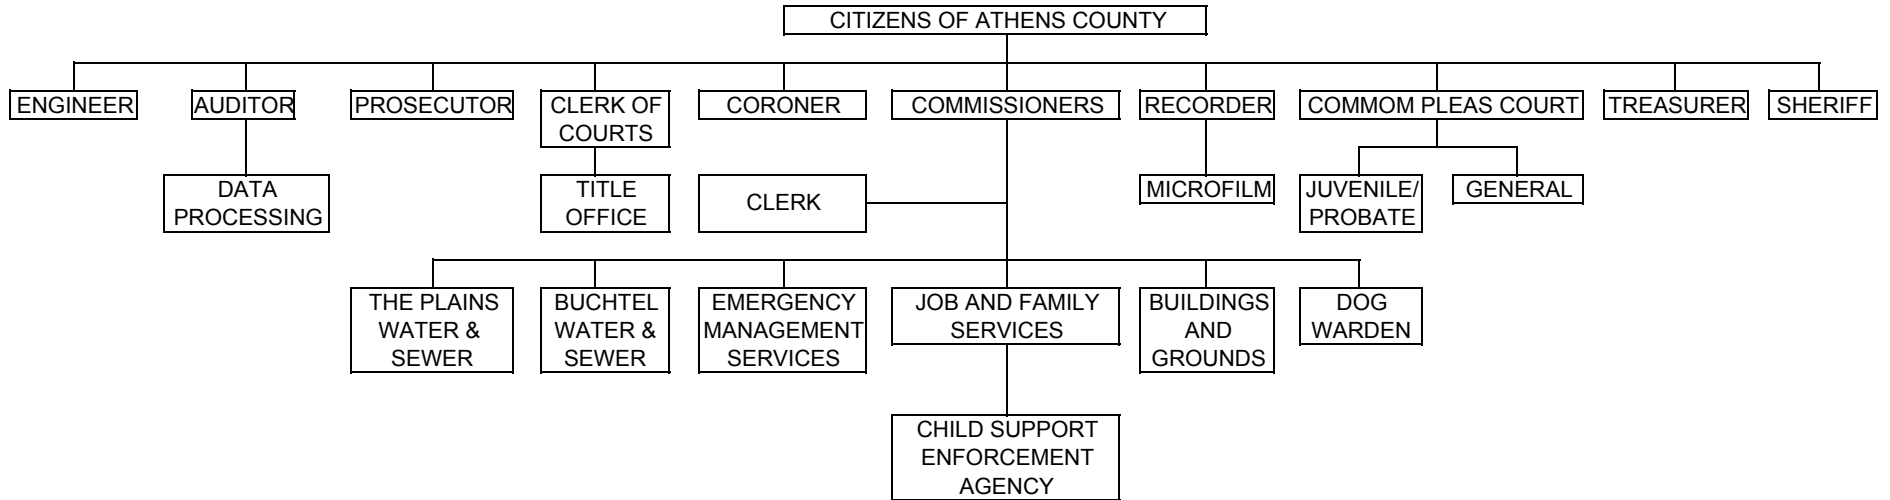 CITIZENS OF ATHENS COUNTY
ENGINEER
AUDITOR
PROSECUTOR
CLERK OF
COURTS
CORONER
COMMISSIONERS
RECORDER
COMMOM PLEAS COURT
TREASURER
SHERIFF
DATA
PROCESSING
TITLE
OFFICE
CLERK
MICROFILM
JUVENILE/
PROBATE
GENERAL
THE PLAINS
WATER &
SEWER
BUCHTEL
WATER &
SEWER
EMERGENCY
MANAGEMENT
SERVICES
JOB AND FAMILY
SERVICES
BUILDINGS
AND
GROUNDS
DOG
WARDEN
CHILD SUPPORT
ENFORCEMENT
AGENCY